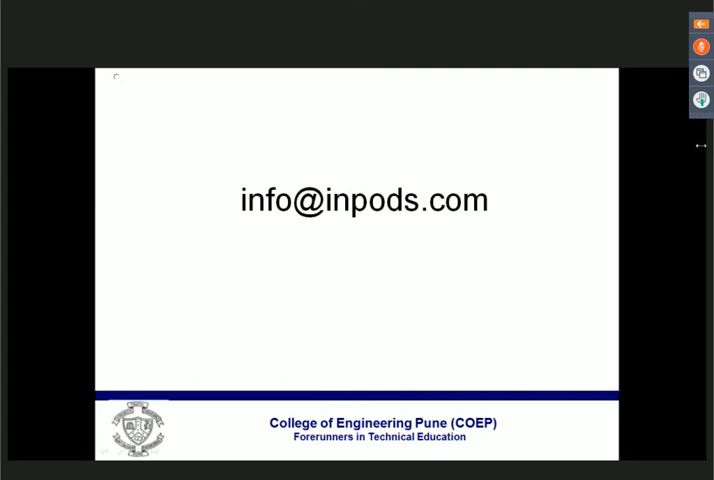 info@inpods.com
College of Engineering Pune (COEP)
Forerunners in Technical Education